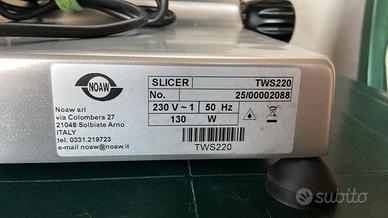 NOAW
Noaw srl
via Colombera 27
21048 Solbiate Arno
ITALY
tel. 0331.219723
e-mail noaw@noaw.it
SLICER TWS220
No. 25/00002088
230 V ~ 1 50 Hz
130 W
TWS220
subito